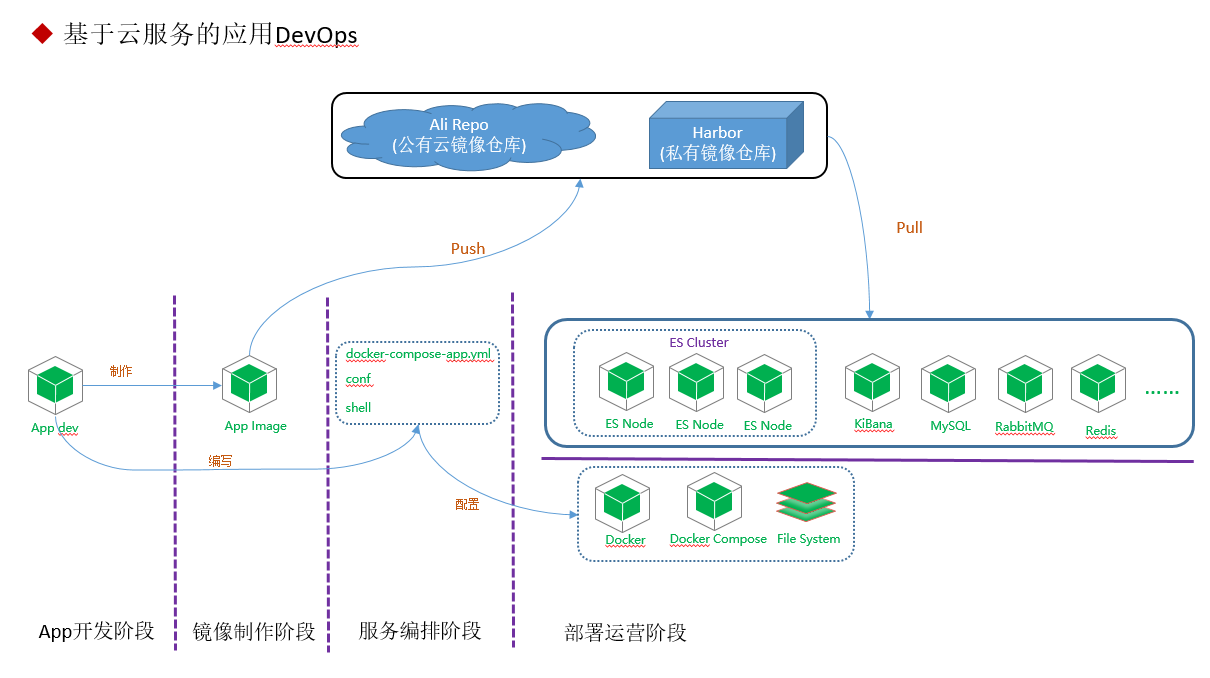 基于云服务的应用DevOps
Ali Repo
(公有云镜像仓库)
Harbor
(私有镜像仓库)
Push
Pull
制作
App dev
App Image
编写
docker-compose-app.yml
conf
shell
配置
ES Cluster
ES Node
ES Node
ES Node
KiBana
MySQL
RabbitMQ
Redis
......
Docker
Docker Compose
File System
App开发阶段
镜像制作阶段
服务编排阶段
部署运营阶段